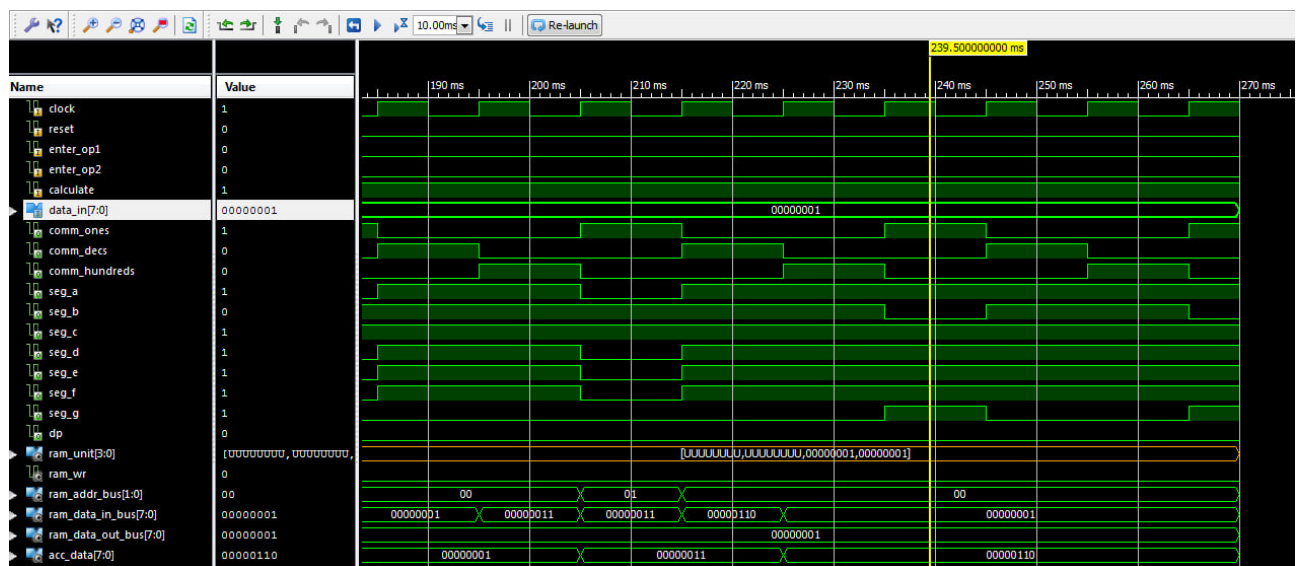 10.00ms Re-launch
239.500000000 ms
Name Value 190 ms 200 ms 210 ms 220 ms 230 ms 240 ms 250 ms 260 ms 270 ms
clock 1
reset 0
enter_op1 0
enter_op2 0
calculate 1
data_in[7:0] 00000001 00000001
comm_ones 1
comm_decs 0
comm_hundreds 0
seg_a 1
seg_b 0
seg_c 1
seg_d 1
seg_e 1
seg_f 1
seg_g 1
dp 0
ram_unit[3:0] [UUUUUUUU,UUUUUUUU, [UUUUUUUU,UUUUUUUU,00000001,00000001]
ram_wr 0
ram_addr_bus[1:0] 00 00 01 00
ram_data_in_bus[7:0] 00000001 00000001 00000011 00000011 00000110 00000001
ram_data_out_bus[7:0] 00000001 00000001
acc_data[7:0] 00000110 00000001 00000011 00000110